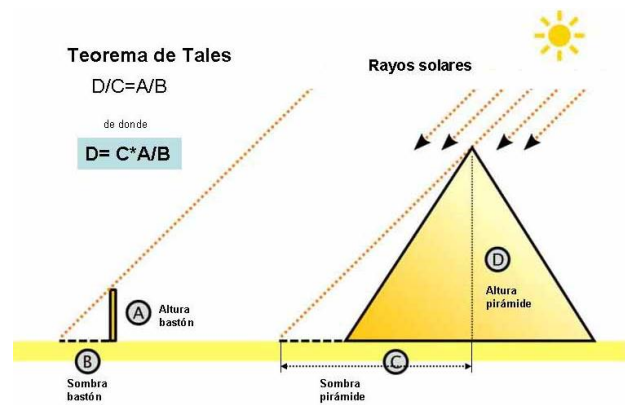 Teorema de Tales
D/C=A/B
de donde
D= C*A/B
Rayos solares
A
Altura
bastón
B
Sombra
bastón
D
Altura
pirámide
C
Sombra
pirámide